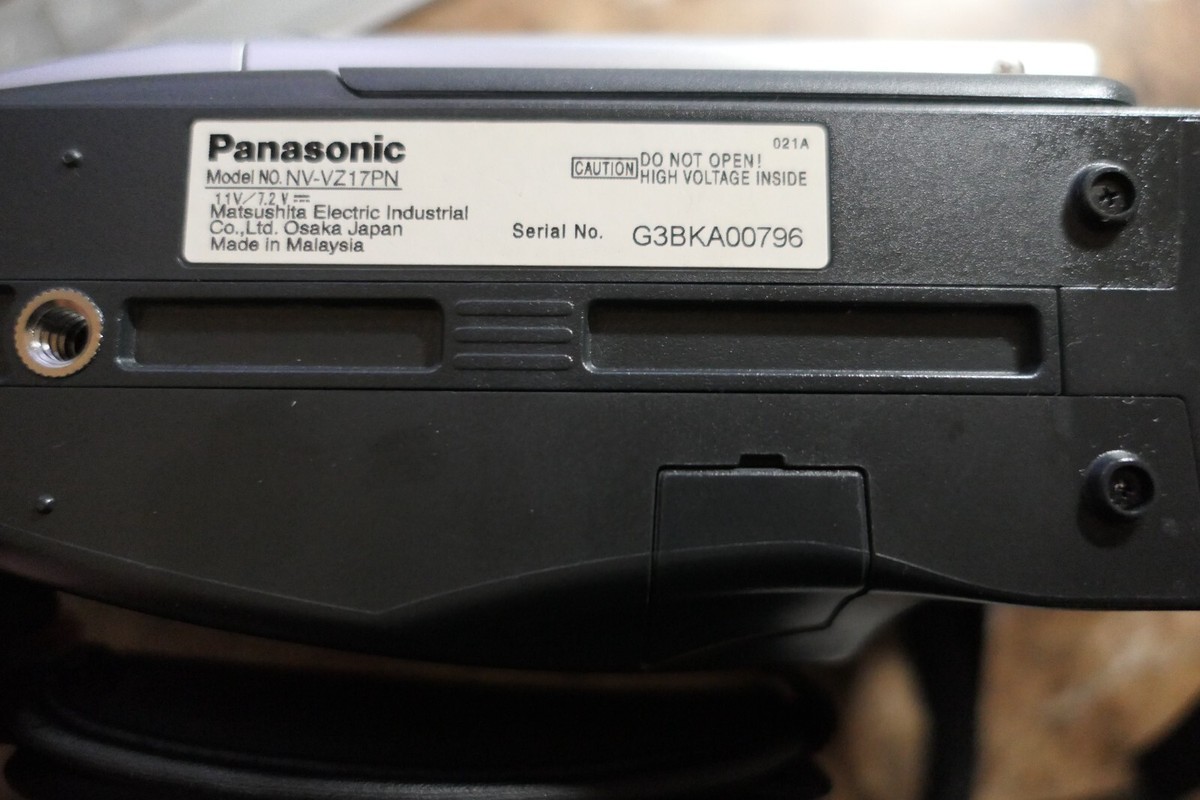 Panasonic
Model NO. NV-VZ17PN
11V/7.2V
Matsushita Electric Industrial
Co.,Ltd. Osaka Japan
Made in Malaysia
021A
CAUTION DO NOT OPEN!
HIGH VOLTAGE INSIDE
Serial No. G3BKA00796